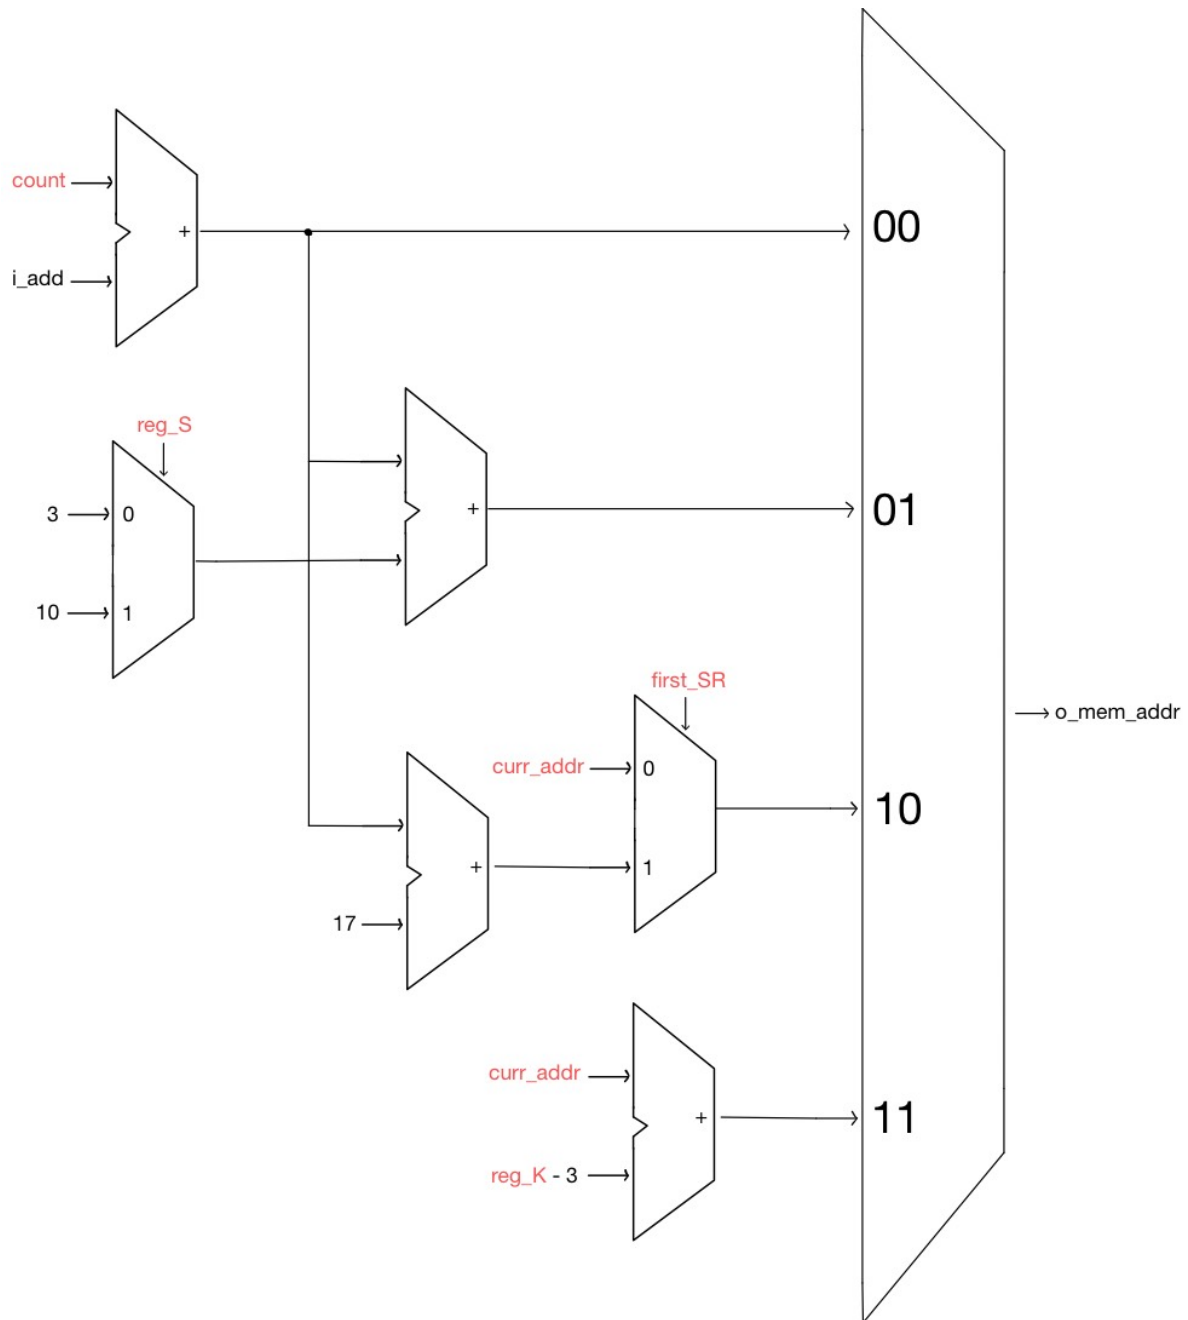 count
+
00
i_add
reg_S
3
0
+
01
10
1
first_SR
o_mem_addr
curr_addr
0
10
+
1
17
curr_addr
+
11
reg_K - 3